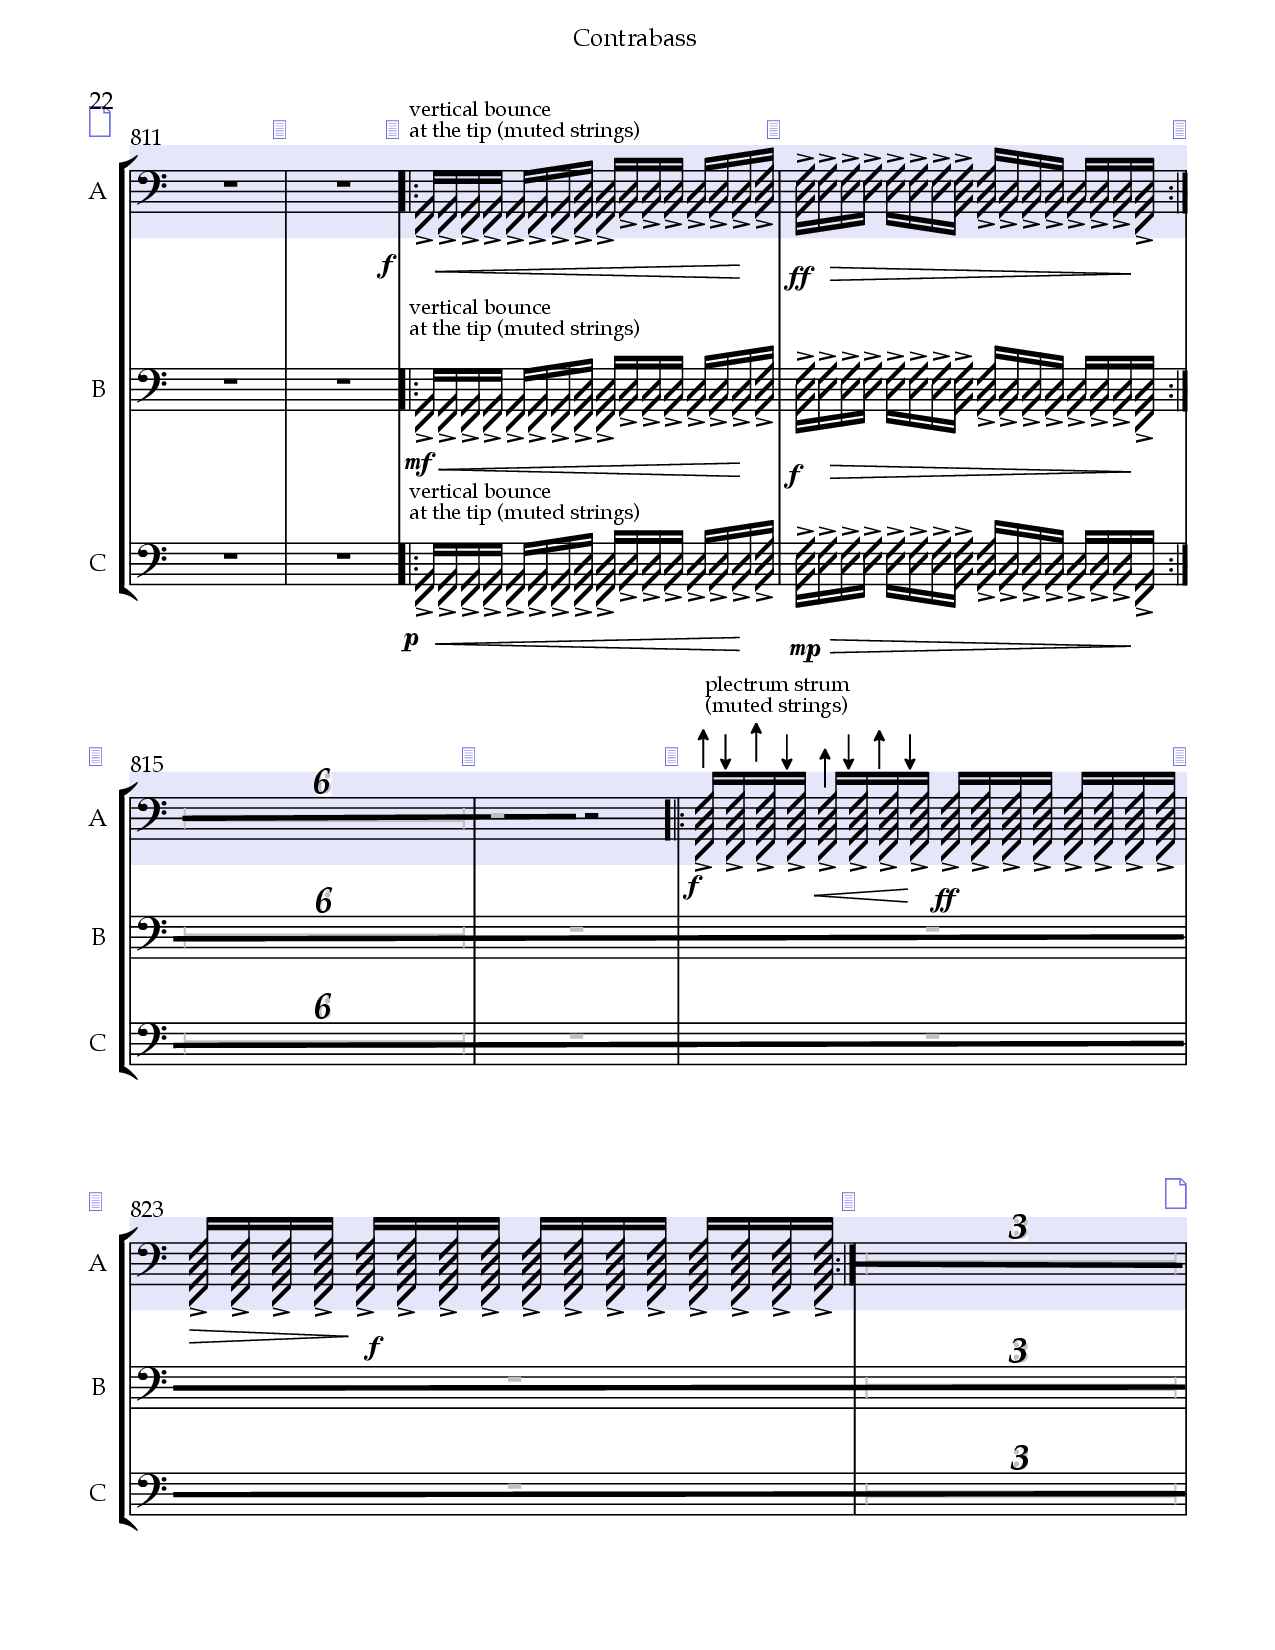 Contrabass
22
811
vertical bounce
at the tip (muted strings)
A
f
ff
vertical bounce
at the tip (muted strings)
B
mf
f
vertical bounce
at the tip (muted strings)
C
p
mp
plectrum strum
(muted strings)
815
6
A
f
ff
6
B
6
C
823
3
A
f
3
B
3
C